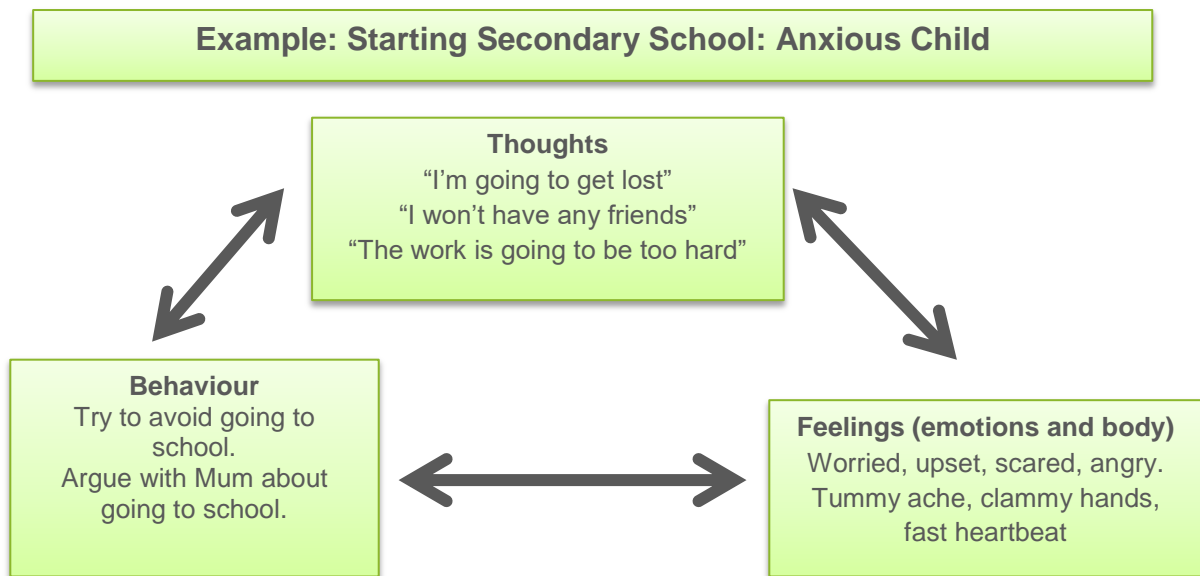 Example: Starting Secondary School: Anxious Child
Thoughts
“I’m going to get lost”
“I won’t have any friends”
“The work is going to be too hard”
Behaviour
Try to avoid going to
school.
Argue with Mum about
going to school.
Feelings (emotions and body)
Worried, upset, scared, angry.
Tummy ache, clammy hands,
fast heartbeat